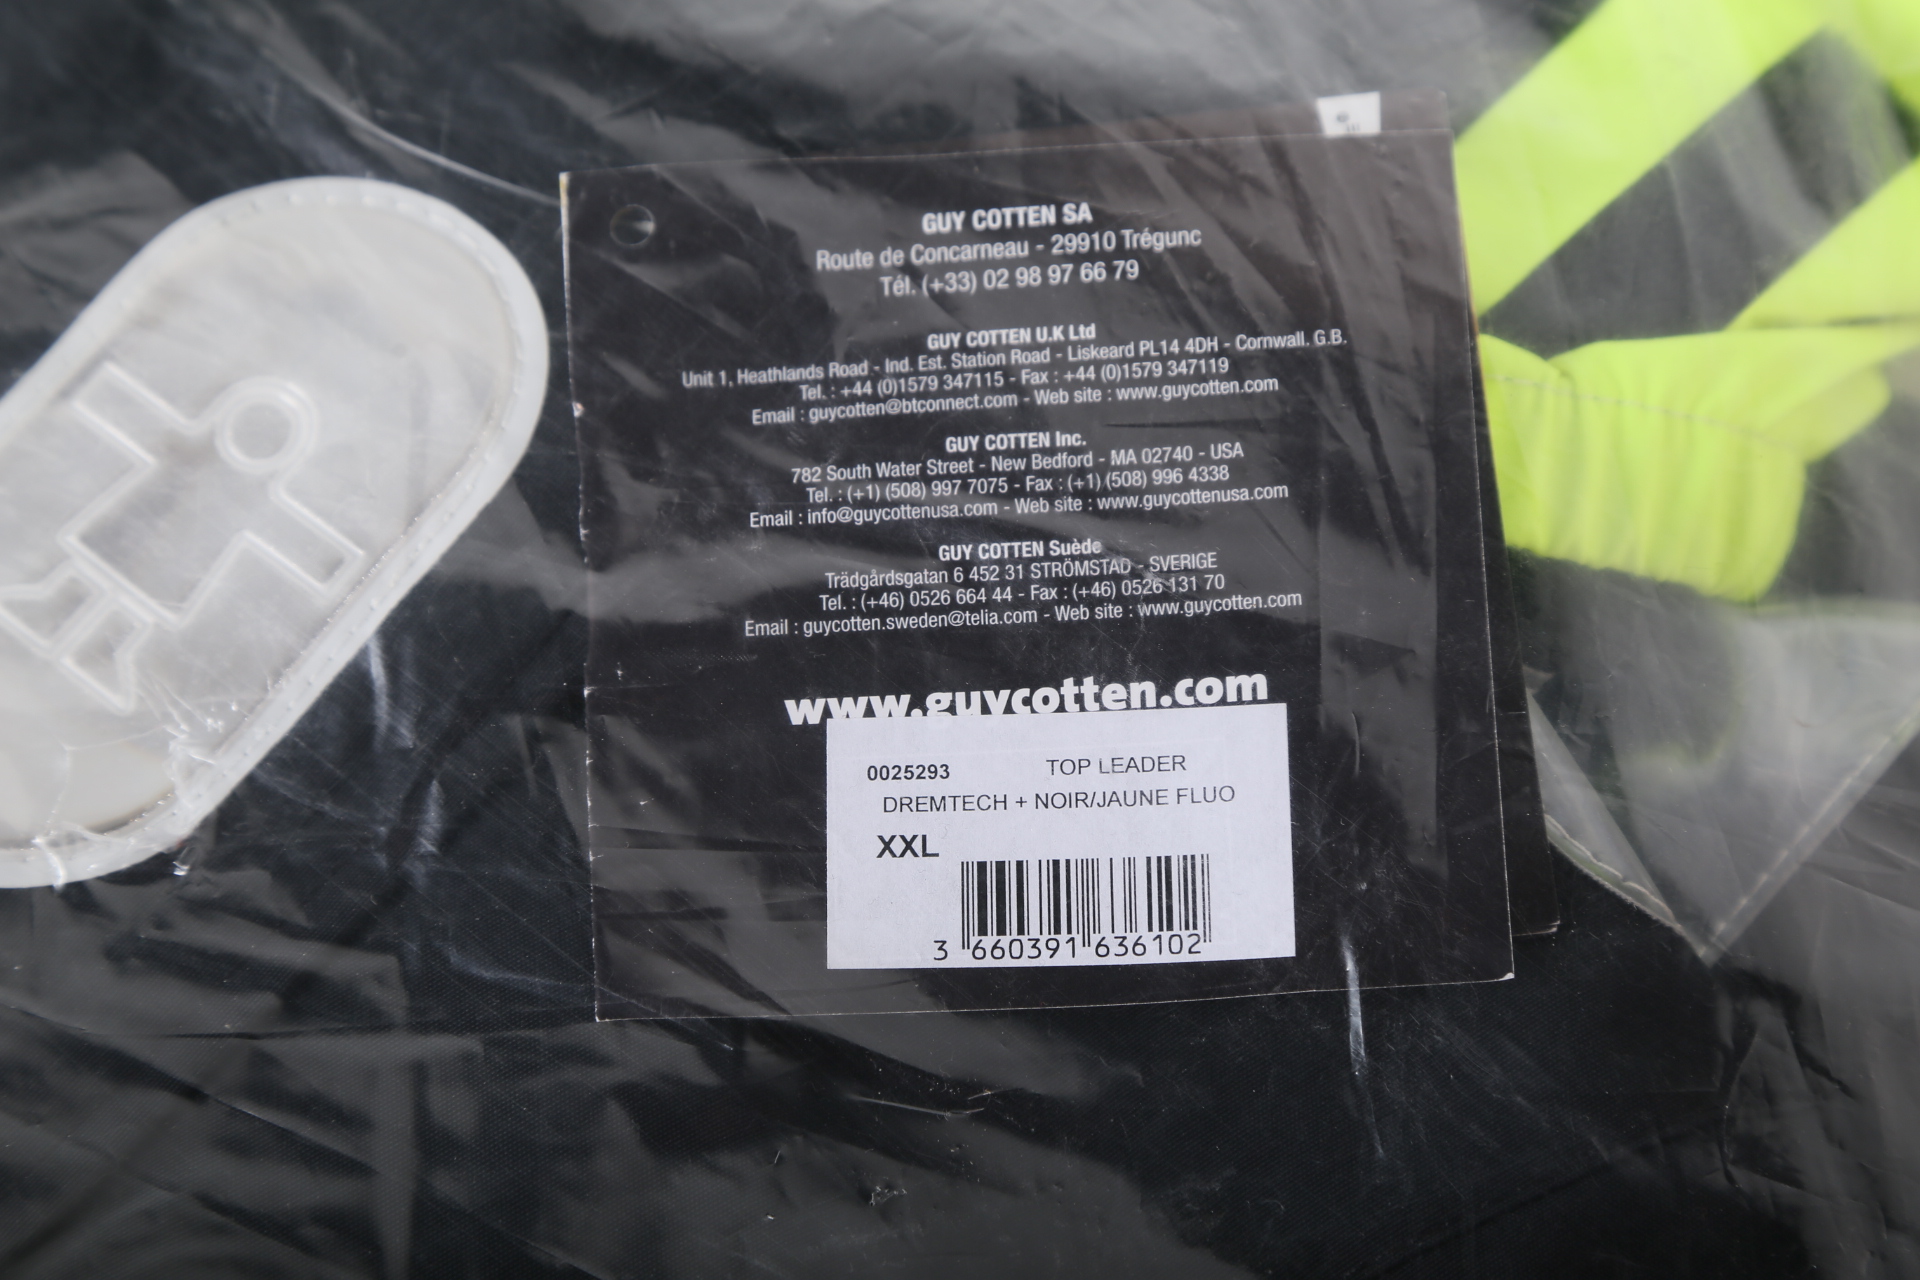 GUY COTTEN SA
Route de Concarneau - 29910 Trégunc
Tél. (+33) 02 98 97 66 79
GUY COTTEN U.K Ltd
Unit 1, Heathlands Road - Ind. Est. Station Road - Liskeard PL14 4DH - Cornwall. G.B.
Tel. : +44 (0)1579 347115 - Fax : +44 (0)1579 347119
Email : guycotten@btconnect.com - Web site : www.guycotten.com
GUY COTTEN Inc.
782 South Water Street - New Bedford - MA 02740 - USA
Tel. : (+1) (508) 997 7075 - Fax : (+1) (508) 996 4338
Email : info@guycottenusa.com - Web site : www.guycottenusa.com
GUY COTTEN Suède
Trädgårdsgatan 6 452 31 STRÖMSTAD - SVERIGE
Tel. : (+46) 0526 664 44 - Fax : (+46) 0526 131 70
Email : guycotten.sweden@telia.com - Web site : www.guycotten.com
www.guycotten.com
0025293 TOP LEADER
DREMTECH + NOIR/JAUNE FLUO
XXL
3 660391 636102